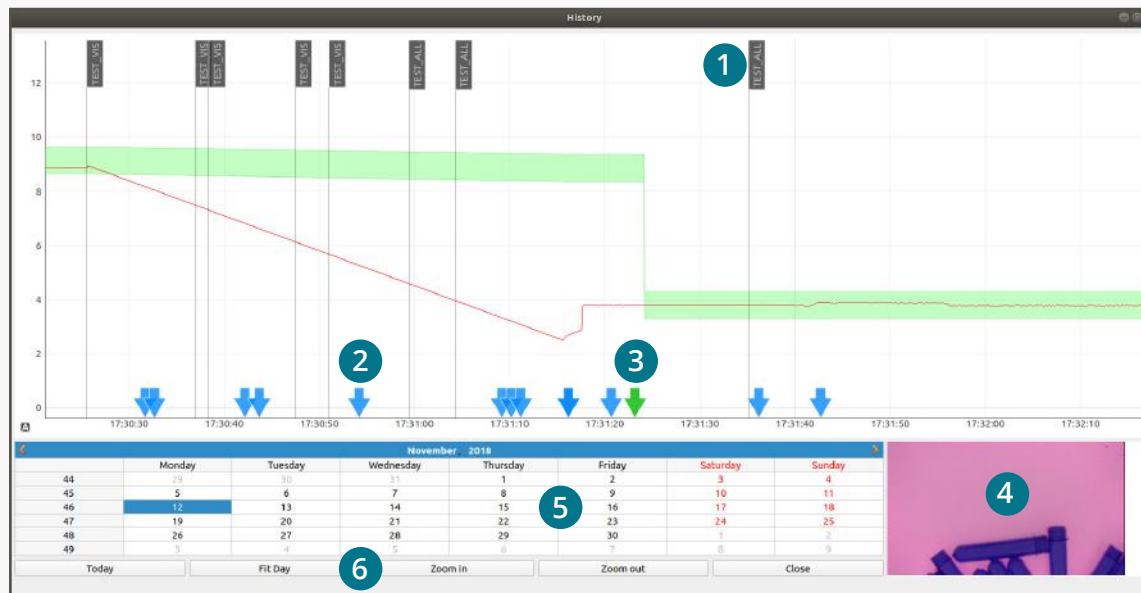 History
TEST_VIS TEST_VIS TEST_VIS TEST_VIS TEST_VIS TEST_ALL TEST_ALL 1 TEST_ALL
12
10
8
6
4
2
2 3
0
A 17:30:30 17:30:40 17:30:50 17:31:00 17:31:10 17:31:20 17:31:30 17:31:40 17:31:50 17:32:00 17:32:10
November, 2018
Monday Tuesday Wednesday Thursday Friday Saturday Sunday
44 29 30 31 1 2 3 4
45 5 6 7 8 9 10 11
46 12 13 14 15 16 17 18
47 19 20 21 22 23 24 25
48 26 27 28 29 30 1 2
49 3 4 5 6 7 8 9
5
4
Today Fit Day 6 Zoom in Zoom out Close